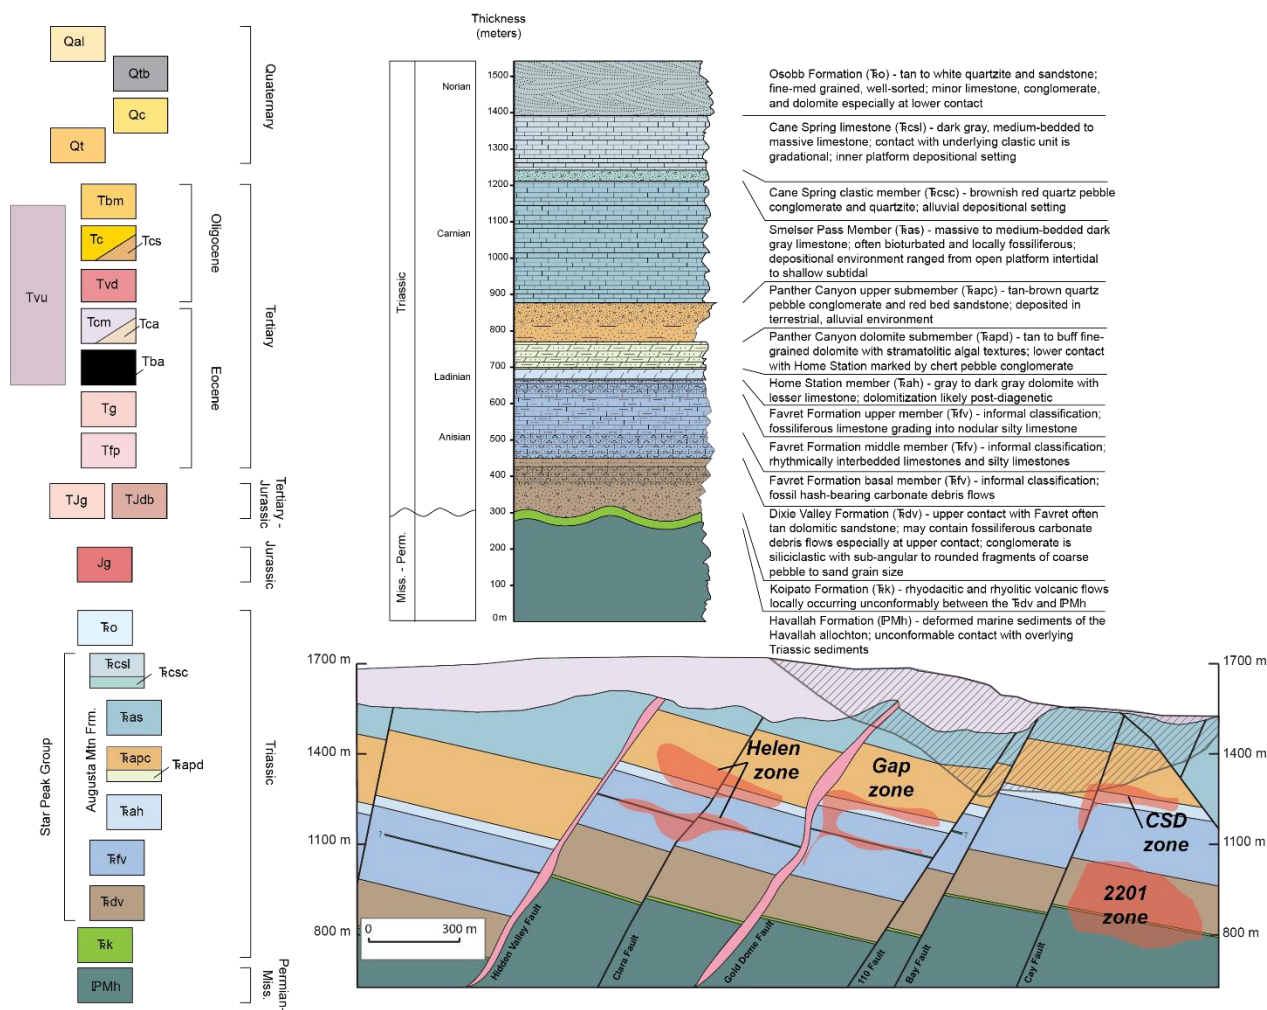 Qal
Qtb
Qc
Qt
Quaternary
Tbm
Tc
Tcs
Tvd
Oligocene
Tvu
Tcm
Tca
Tba
Tg
Tfp
Eocene
Tertiary
TJg
TJdb
Tertiary -
Jurassic
Jg
Jurassic
Ŧo
Ŧcsl
Ŧcsc
Ŧas
Ŧapc
Ŧapd
Ŧah
Ŧfv
Ŧdv
Ŧk
Augusta Mtn Frm.
Star Peak Group
Triassic
ⅠPMh
Permian-
Miss.
Thickness
(meters)
1500
1400
1300
1200
1100
1000
900
800
700
600
500
400
300
200
100
0m
Norian
Carnian
Ladinian
Anisian
Triassic
Miss. - Perm.
Osobb Formation (Ŧo) - tan to white quartzite and sandstone;
fine-med grained, well-sorted; minor limestone, conglomerate,
and dolomite especially at lower contact
Cane Spring limestone (Ŧcsl) - dark gray, medium-bedded to
massive limestone; contact with underlying clastic unit is
gradational; inner platform depositional setting
Cane Spring clastic member (Ŧcsc) - brownish red quartz pebble
conglomerate and quartzite; alluvial depositional setting
Smelser Pass Member (Ŧas) - massive to medium-bedded dark
gray limestone; often bioturbated and locally fossiliferous;
depositional environment ranged from open platform intertidal
to shallow subtidal
Panther Canyon upper submember (Ŧapc) - tan-brown quartz
pebble conglomerate and red bed sandstone; deposited in
terrestrial, alluvial environment
Panther Canyon dolomite submember (Ŧapd) - tan to buff fine-
grained dolomite with stramatolitic algal textures; lower contact
with Home Station marked by chert pebble conglomerate
Home Station member (Ŧah) - gray to dark gray dolomite with
lesser limestone; dolomitization likely post-diagenetic
Favret Formation upper member (Ŧfv) - informal classification;
fossiliferous limestone grading into nodular silty limestone
Favret Formation middle member (Ŧfv) - informal classification;
rhythmically interbedded limestones and silty limestones
Favret Formation basal member (Ŧfv) - informal classification;
fossil hash-bearing carbonate debris flows
Dixie Valley Formation (Ŧdv) - upper contact with Favret often
tan dolomitic sandstone; may contain fossiliferous carbonate
debris flows especially at upper contact; conglomerate is
siliciclastic with sub-angular to rounded fragments of coarse
pebble to sand grain size
Koipato Formation (Ŧk) - rhyodacitic and rhyolitic volcanic flows
locally occurring unconformably between the Ŧdv and ⅠPMh
Havallah Formation (ⅠPMh) - deformed marine sediments of the
Havallah allochton; unconformable contact with overlying
Triassic sediments
1700 m
1400 m
1100 m
800 m
1700 m
1400 m
1100 m
800 m
Helen
zone
Gap
zone
CSD
zone
2201
zone
?
?
0 300 m
Hidden Valley Fault
Clara Fault
Gold Dome Fault
110 Fault
Bay Fault
Cay Fault